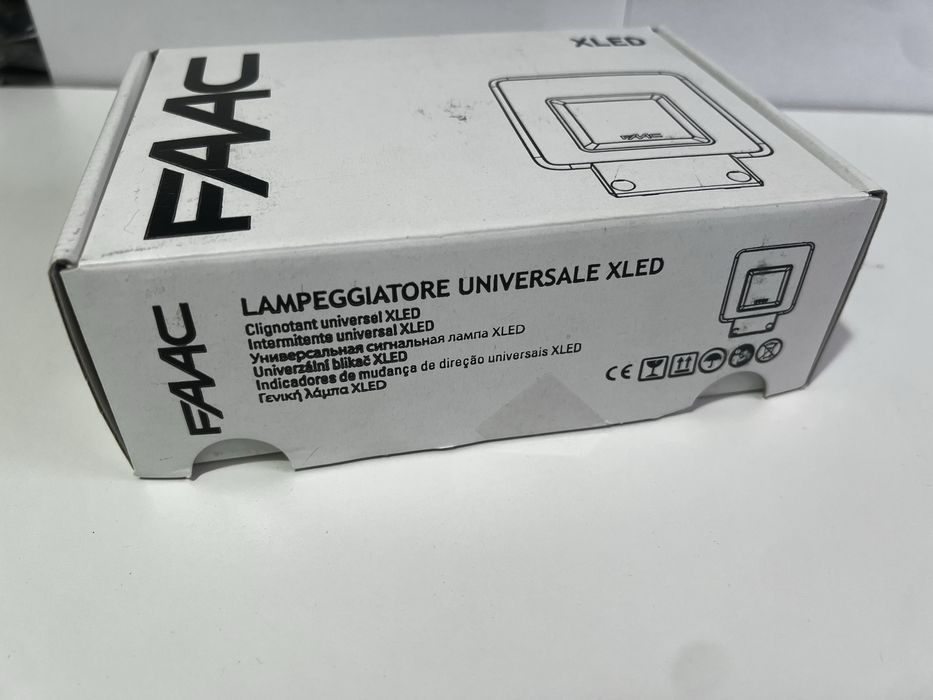 FAAC
XLED
FAAC
FAAC
LAMPEGGIATORE UNIVERSALE XLED
Clignotant universel XLED
Intermitente universal XLED
Универсальная сигнальная лампа XLED
Univerzální blikač XLED
Indicadores de mudança de direção universais XLED
Γενική λάμπα XLED
CE